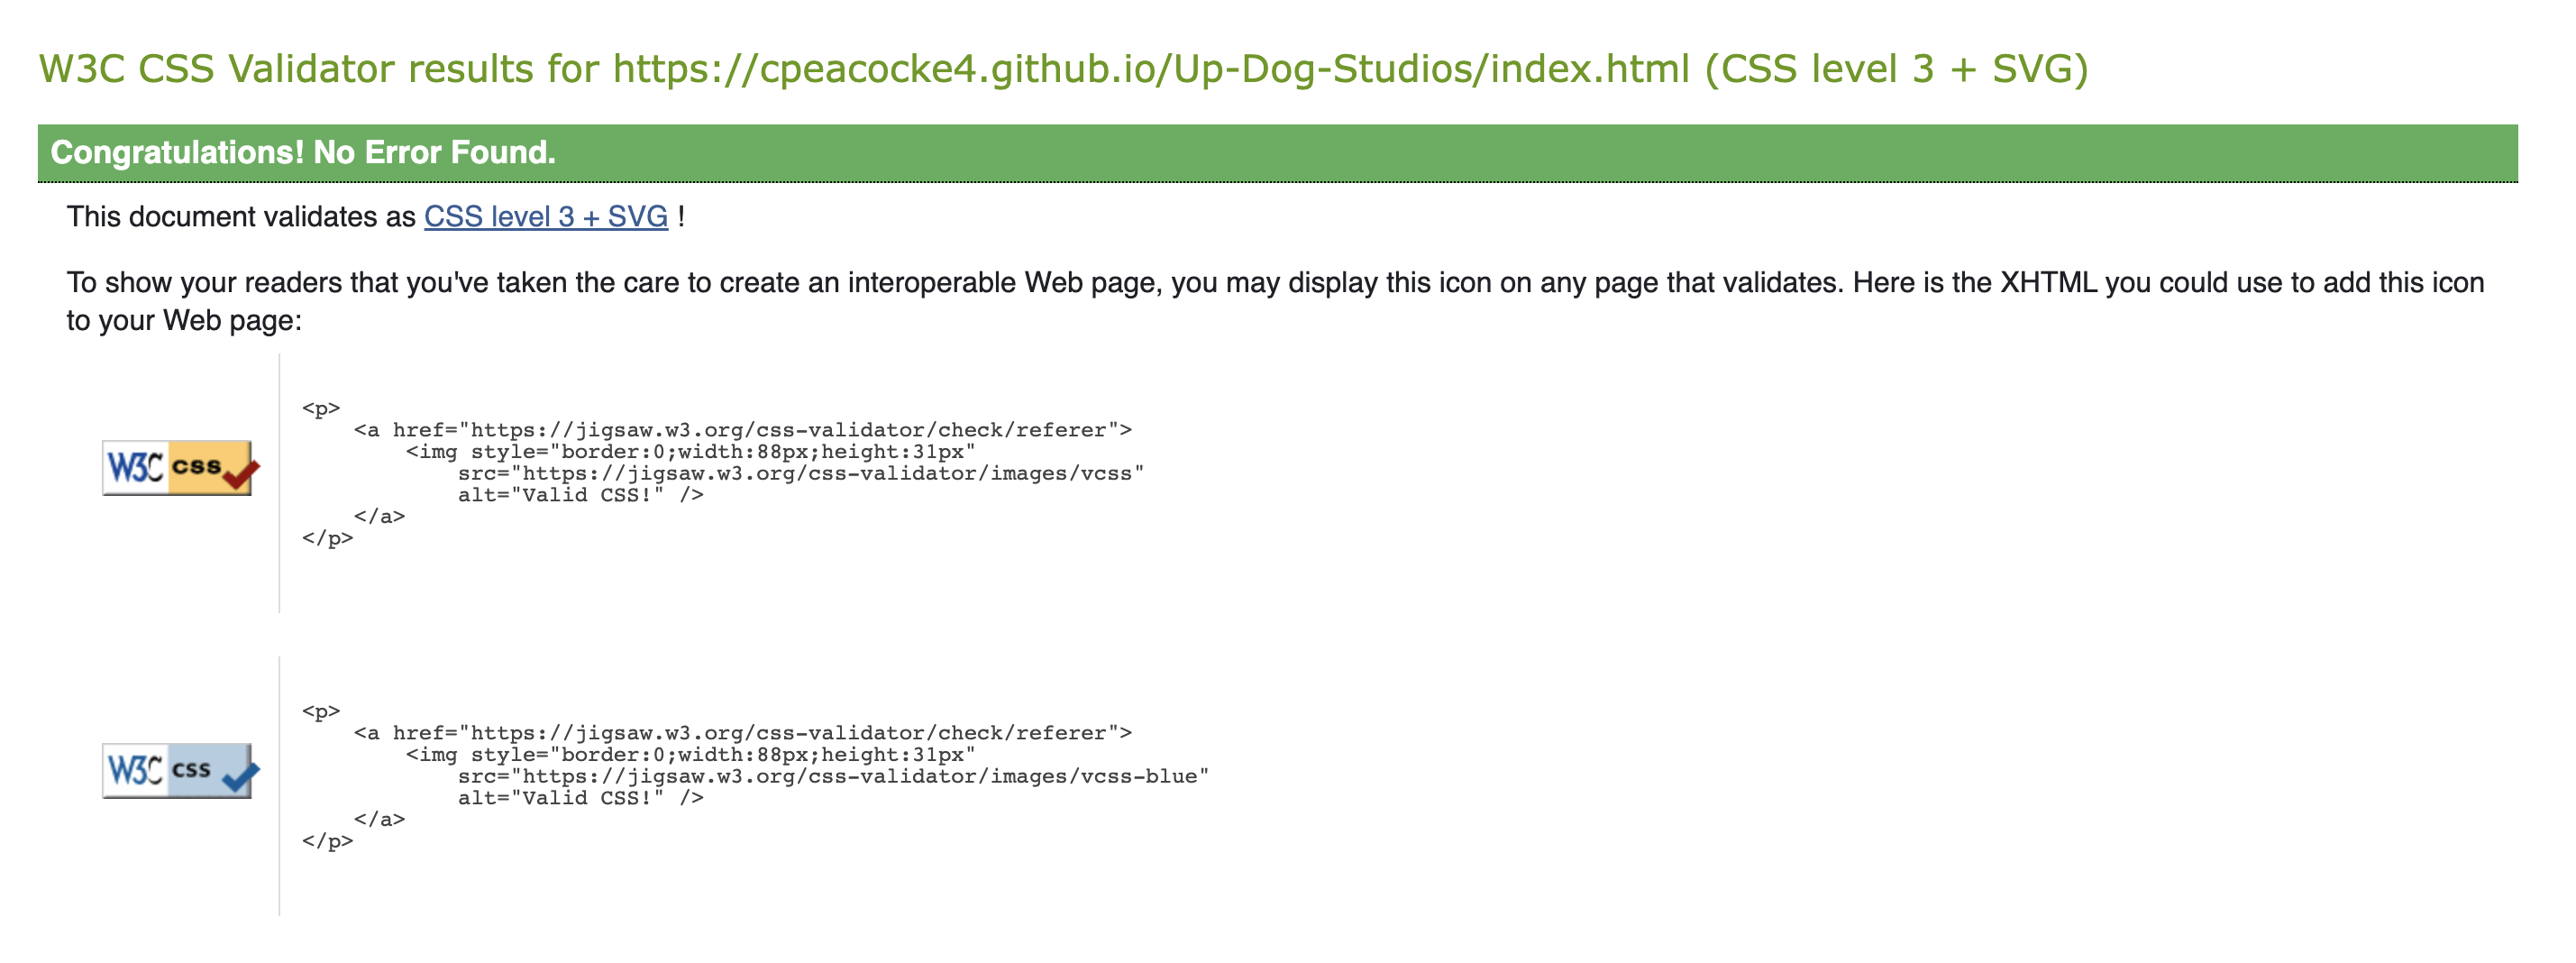 W3C CSS Validator results for https://cpeacocke4.github.io/Up-Dog-Studios/index.html (CSS level 3 + SVG)
Congratulations! No Error Found.
This document validates as CSS level 3 + SVG !
To show your readers that you've taken the care to create an interoperable Web page, you may display this icon on any page that validates. Here is the XHTML you could use to add this icon
to your Web page:
W3C css
<p>
    <a href="https://jigsaw.w3.org/css-validator/check/referer">
        <img style="border:0;width:88px;height:31px"
            src="https://jigsaw.w3.org/css-validator/images/vcss"
            alt="Valid CSS!" />
    </a>
</p>
W3C css
<p>
    <a href="https://jigsaw.w3.org/css-validator/check/referer">
        <img style="border:0;width:88px;height:31px"
            src="https://jigsaw.w3.org/css-validator/images/vcss-blue"
            alt="Valid CSS!" />
    </a>
</p>